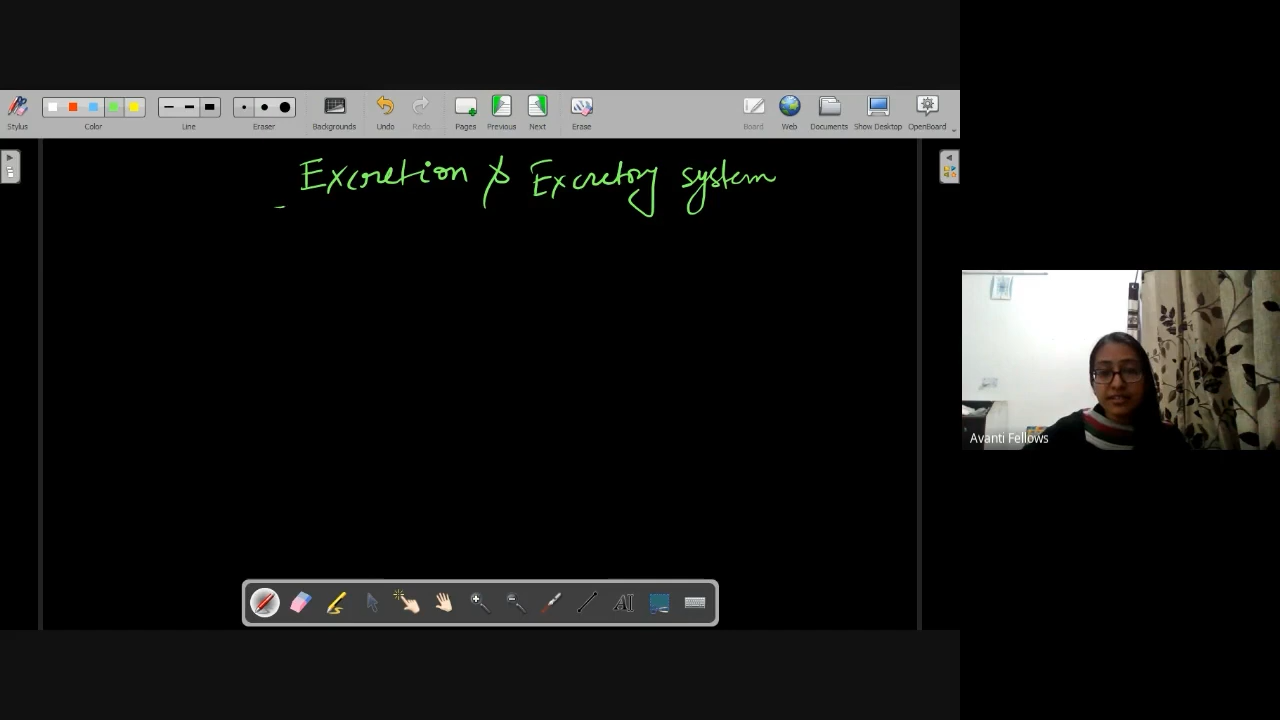 Stylus Color Line Eraser Backgrounds Undo Redo Pages Previous Next Erase Board Web Documents Show Desktop OpenBoard
Excretion & Excretory system
AI
Avanti Fellows